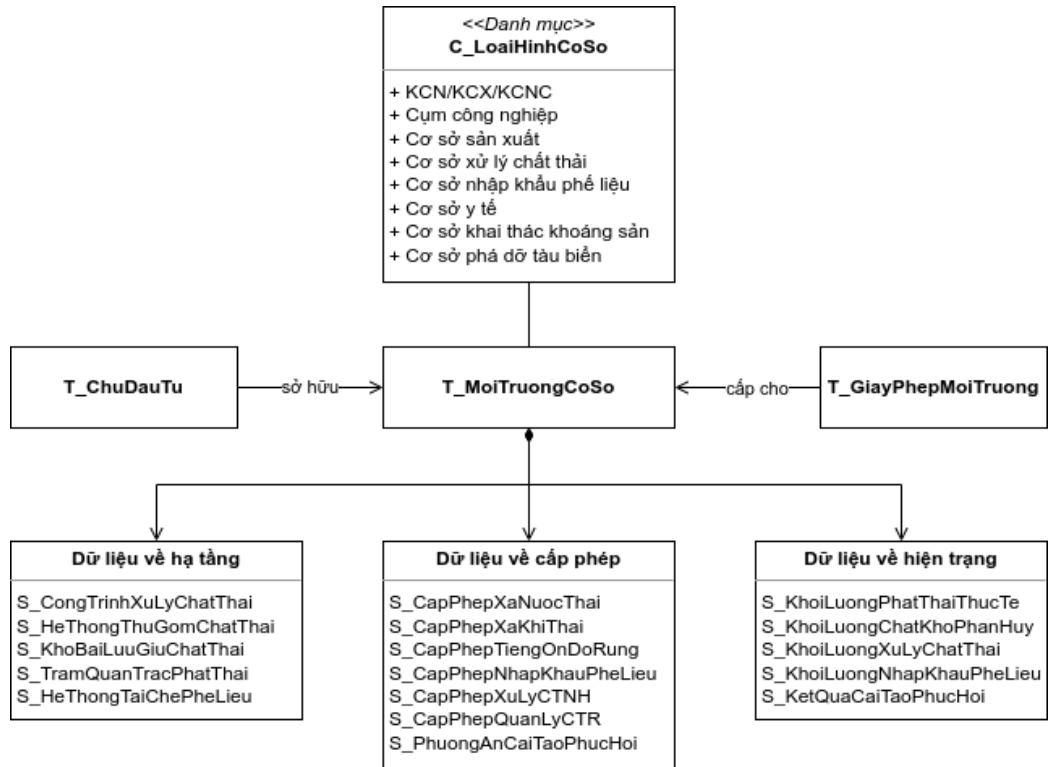 <<Danh mục>>
C_LoaiHinhCoSo
+ KCN/KCX/KCNC
+ Cụm công nghiệp
+ Cơ sở sản xuất
+ Cơ sở xử lý chất thải
+ Cơ sở nhập khẩu phế liệu
+ Cơ sở y tế
+ Cơ sở khai thác khoáng sản
+ Cơ sở phá dỡ tàu biển
T_ChuDauTu
sở hữu
T_MoiTruongCoSo
cấp cho
T_GiayPhepMoiTruong
Dữ liệu về hạ tầng
S_CongTrinhXuLyChatThai
S_HeThongThuGomChatThai
S_KhoBaiLuuGiuChatThai
S_TramQuanTracPhatThai
S_HeThongTaiChePheLieu
Dữ liệu về cấp phép
S_CapPhepXaNuocThai
S_CapPhepXaKhiThai
S_CapPhepTiengOnDoRung
S_CapPhepNhapKhauPheLieu
S_CapPhepXuLyCTNH
S_CapPhepQuanLyCTR
S_PhuongAnCaiTaoPhucHoi
Dữ liệu về hiện trạng
S_KhoiLuongPhatThaiThucTe
S_KhoiLuongChatKhoPhanHuy
S_KhoiLuongXuLyChatThai
S_KhoiLuongNhapKhauPheLieu
S_KetQuaCaiTaoPhucHoi